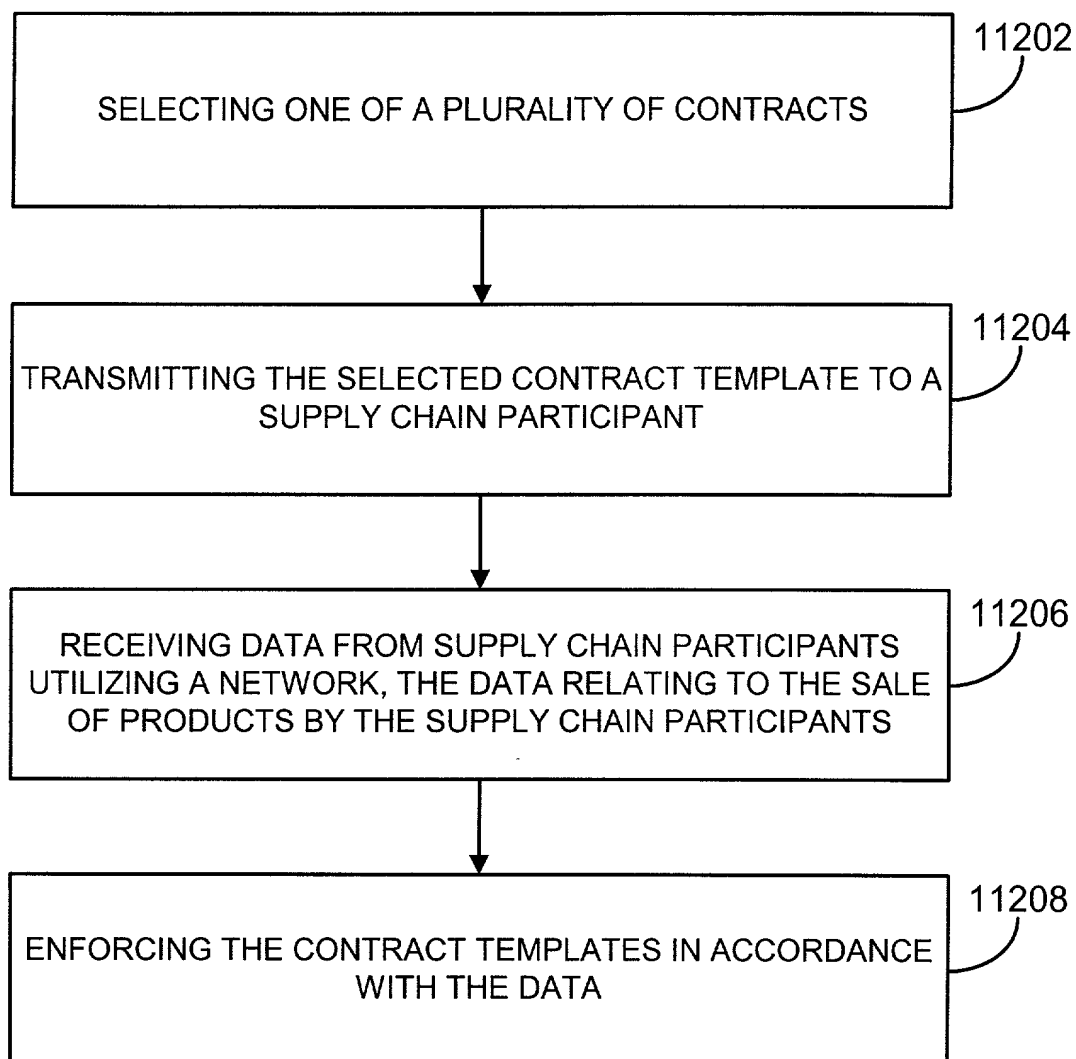 11202
SELECTING ONE OF A PLURALITY OF CONTRACTS
11204
TRANSMITTING THE SELECTED CONTRACT TEMPLATE TO A
SUPPLY CHAIN PARTICIPANT
11206
RECEIVING DATA FROM SUPPLY CHAIN PARTICIPANTS
UTILIZING A NETWORK, THE DATA RELATING TO THE SALE
OF PRODUCTS BY THE SUPPLY CHAIN PARTICIPANTS
11208
ENFORCING THE CONTRACT TEMPLATES IN ACCORDANCE
WITH THE DATA